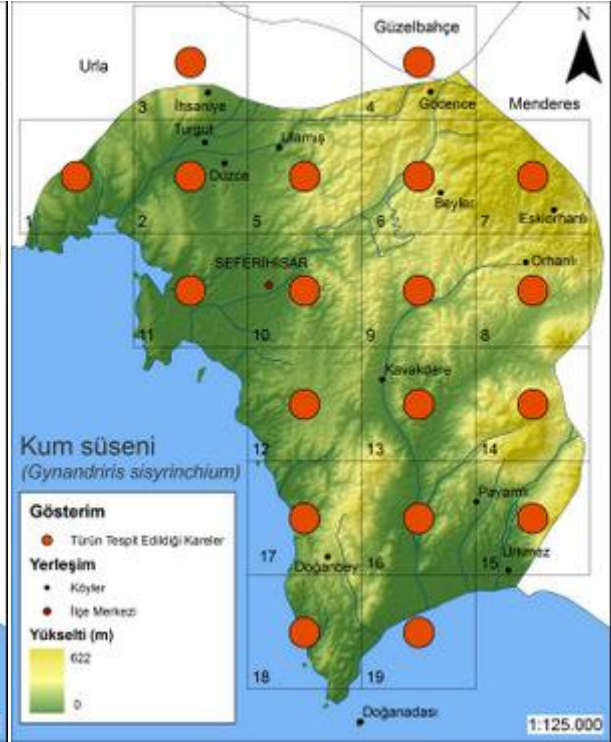 N
Güzelbahçe
Urla
3
İhsaniye
4
Gödence
Menderes
Turgut
Ulamış
Düzce
Beyler
Eskiorhanlı
1
2
5
6
7
SEFERİHİSAR
Orhanlı
11
10
9
8
Kavakdere
Kum süseni
(Gynandriris sisyrinchium)
12
13
14
Gösterim
Türün Tespit Edildiği Kareler
Yerleşim
Köyler
İlçe Merkezi
Yükselti (m)
622
0
Payamlı
Doğanbey
Ürkmez
17
16
15
18
19
Doğanadası
1:125.000